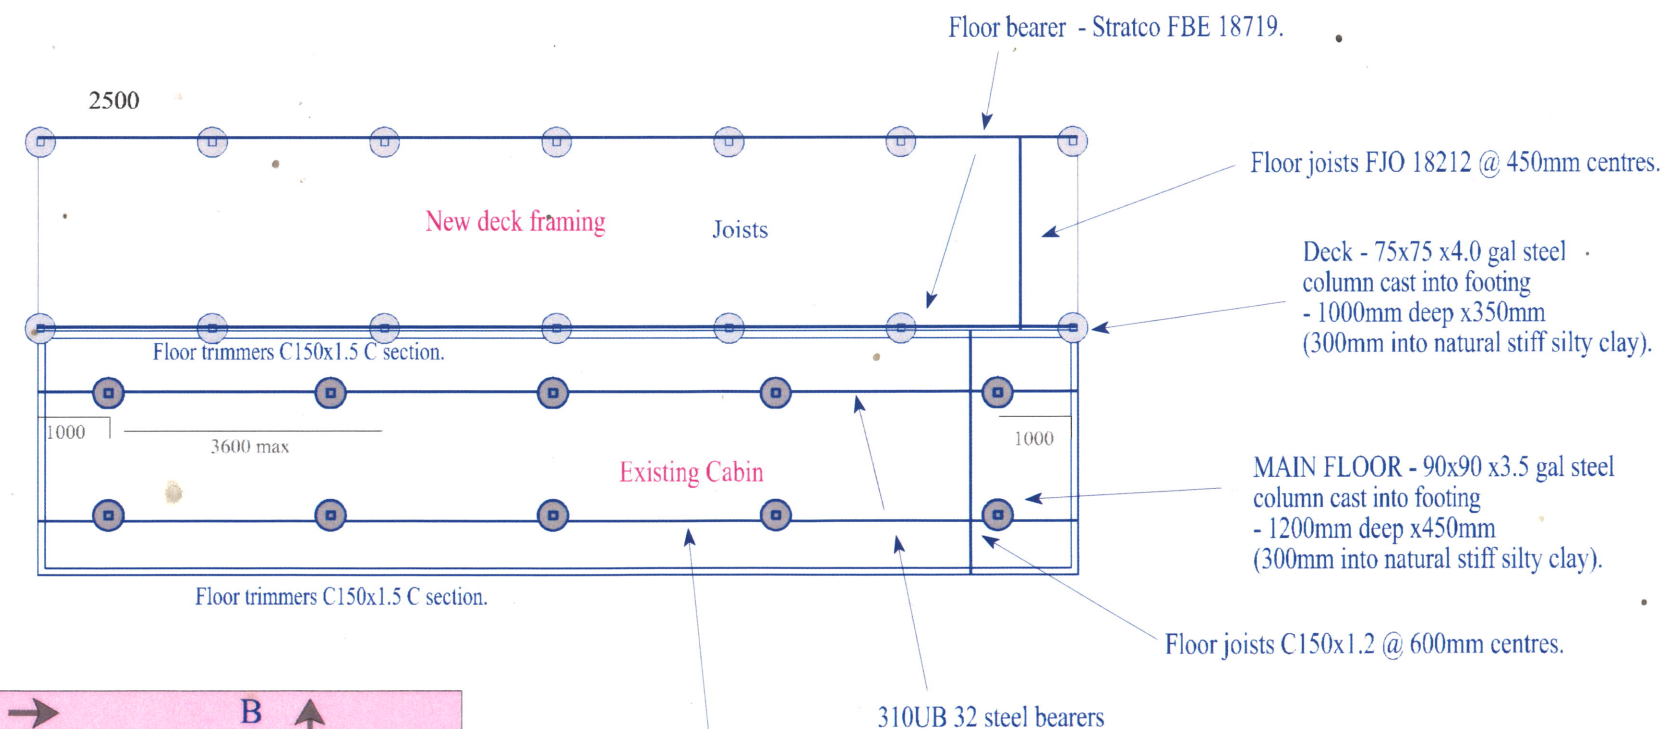 Floor bearer - Stratco FBE 18719.
2500
Floor joists FJO 18212 @ 450mm centres.
New deck framing
Joists
Deck - 75x75 x4.0 gal steel
column cast into footing
- 1000mm deep x350mm
(300mm into natural stiff silty clay).
Floor trimmers C150x1.5 C section.
1000
3600 max
1000
Existing Cabin
MAIN FLOOR - 90x90 x3.5 gal steel
column cast into footing
- 1200mm deep x450mm
(300mm into natural stiff silty clay).
Floor trimmers C150x1.5 C section.
Floor joists C150x1.2 @ 600mm centres.
B
310UB 32 steel bearers